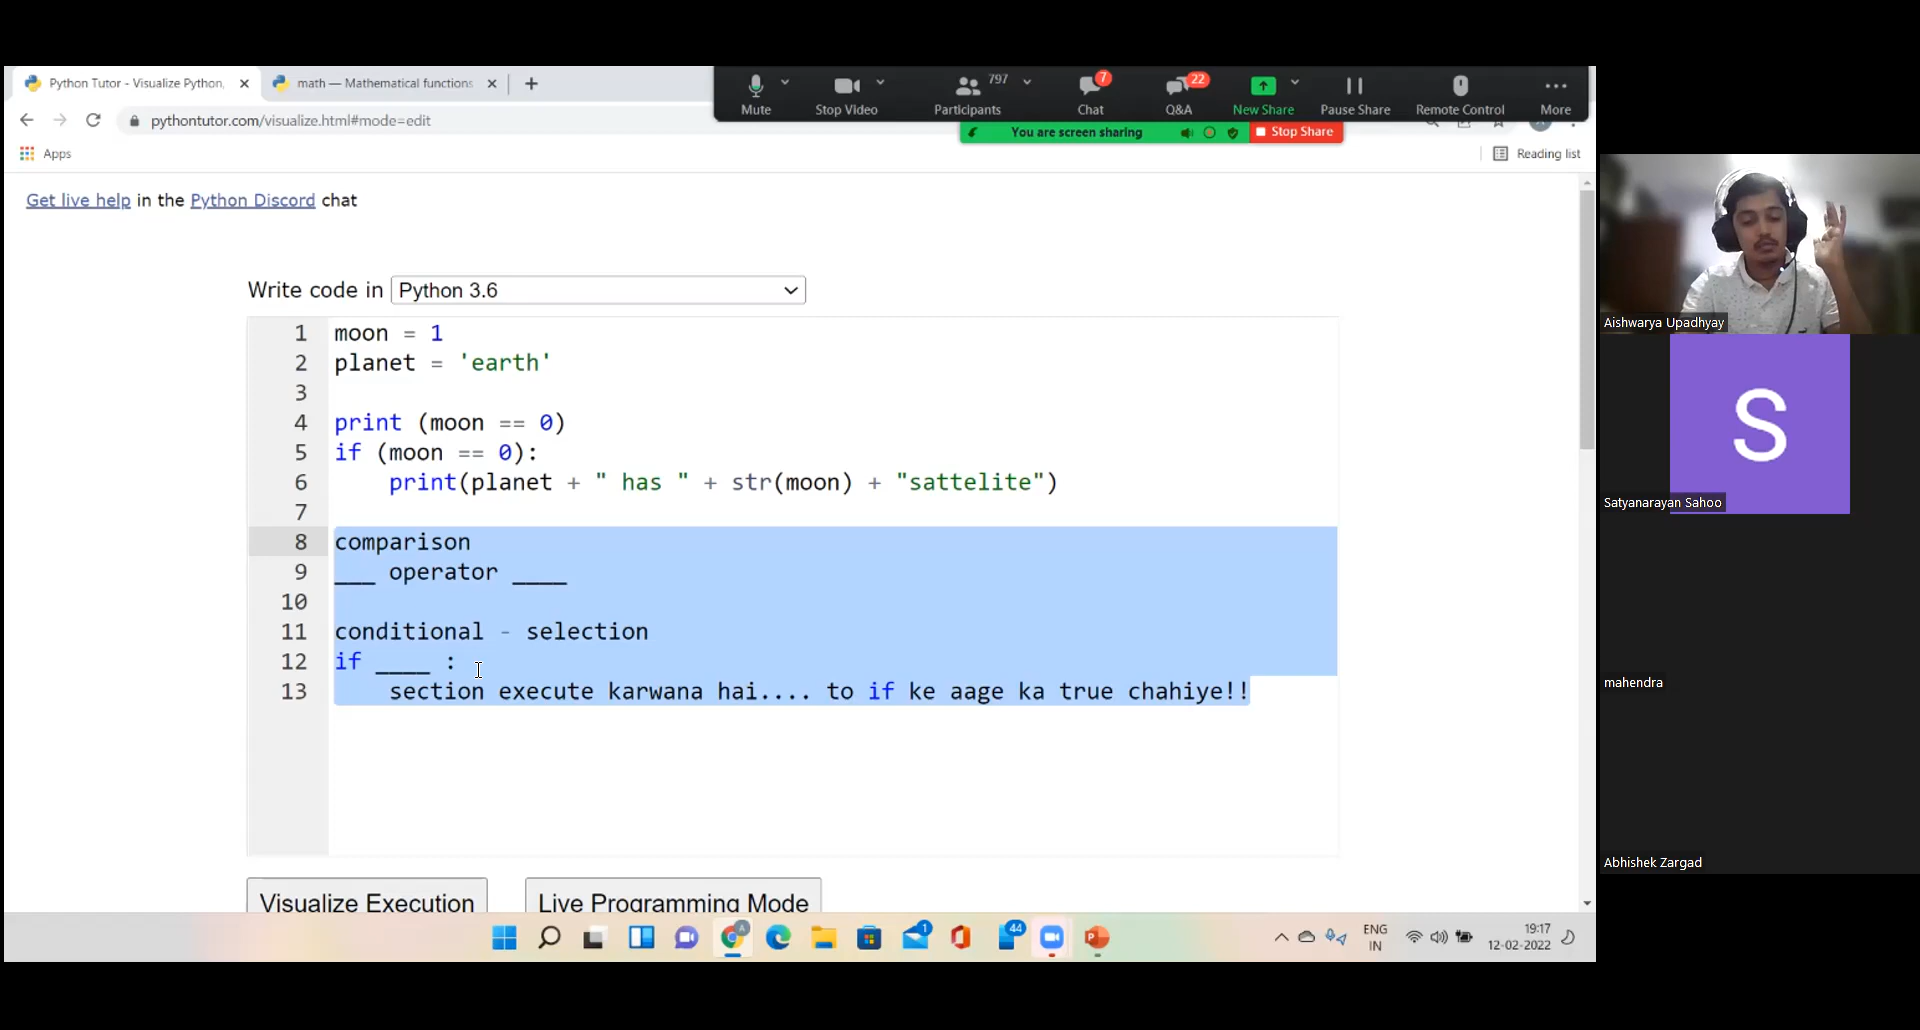 Python Tutor - Visualize Python,
math — Mathematical functions
797
7
22
Mute
Stop Video
Participants
Chat
Q&A
New Share
Pause Share
Remote Control
More
pythontutor.com/visualize.html#mode=edit
You are screen sharing
Stop Share
Apps
Reading list
Get live help in the Python Discord chat
Write code in Python 3.6
1 moon = 1
2 planet = 'earth'
3
4 print (moon == 0)
5 if (moon == 0):
6     print(planet + " has " + str(moon) + "sattelite")
7
8 comparison
9 ___ operator ____
10
11 conditional - selection
12 if ____ :
13     section execute karwana hai.... to if ke aage ka true chahiye!!
Visualize Execution
Live Programming Mode
Aishwarya Upadhyay
S
Satyanarayan Sahoo
mahendra
Abhishek Zargad
A
1
44
ENG
IN
19:17
12-02-2022